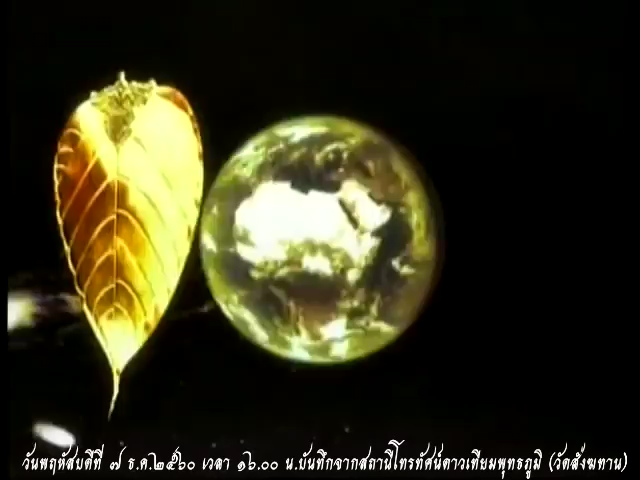 วันพฤหัสบดีที่ ๗ ธ.ค.๒๕๖๐ เวลา ๑๖.๐๐ น.บันทึกจากสถานีโทรทัศน์ดาวเทียมพุทธภูมิ (วัดสังฆทาน)